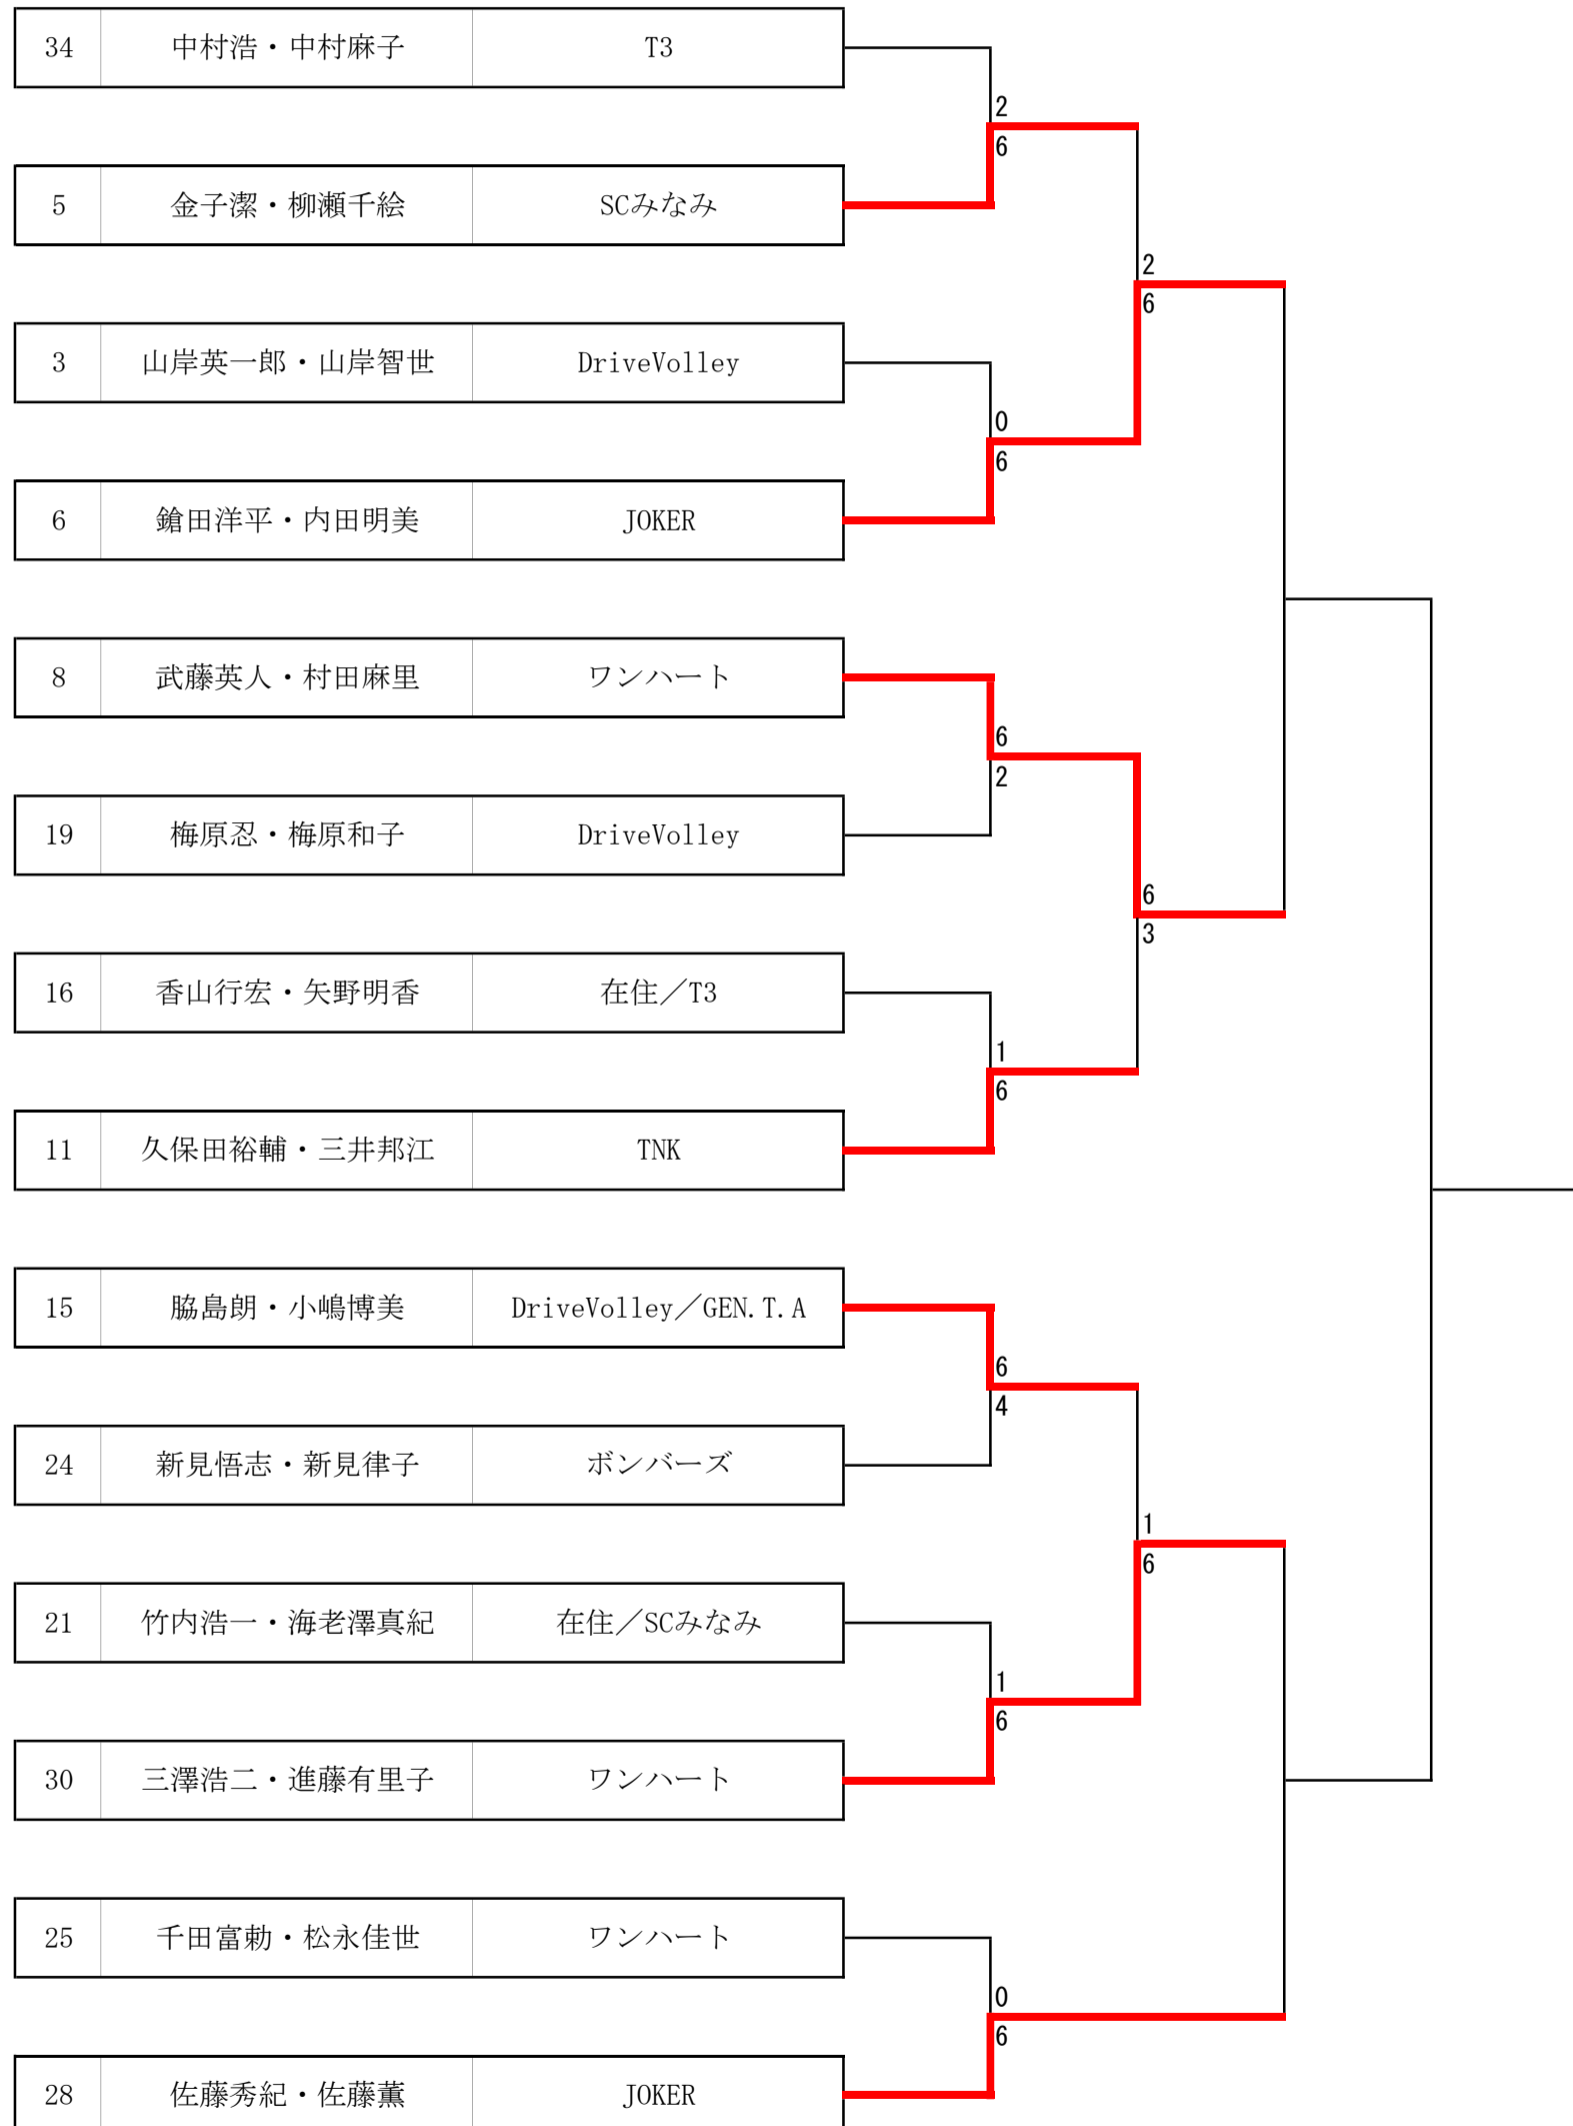 34 中村浩・中村麻子 T3
2
6
5 金子潔・柳瀬千絵 SCみなみ
2
6
3 山岸英一郎・山岸智世 DriveVolley
0
6
6 鎗田洋平・内田明美 JOKER
8 武藤英人・村田麻里 ワンハート
6
2
19 梅原忍・梅原和子 DriveVolley
6
3
16 香山行宏・矢野明香 在住／T3
1
6
11 久保田裕輔・三井邦江 TNK
15 脇島朗・小嶋博美 DriveVolley／GEN.T.A
6
4
24 新見悟志・新見律子 ボンバーズ
1
6
21 竹内浩一・海老澤真紀 在住／SCみなみ
1
6
30 三澤浩二・進藤有里子 ワンハート
25 千田富勅・松永佳世 ワンハート
0
6
28 佐藤秀紀・佐藤薫 JOKER